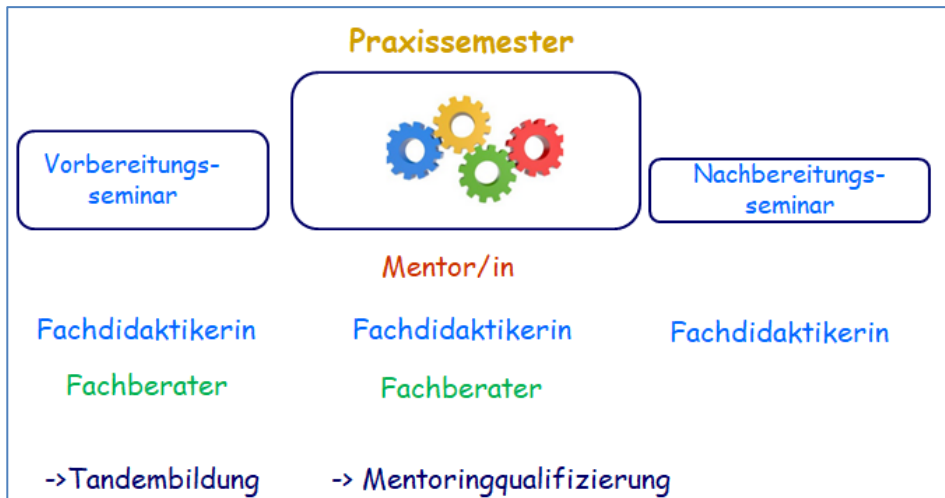 Praxissemester
Vorbereitungs-
seminar
Nachbereitungs-
seminar
Mentor/in
Fachdidaktikerin
Fachdidaktikerin
Fachdidaktikerin
Fachberater
Fachberater
->Tandembildung
-> Mentoringqualifizierung